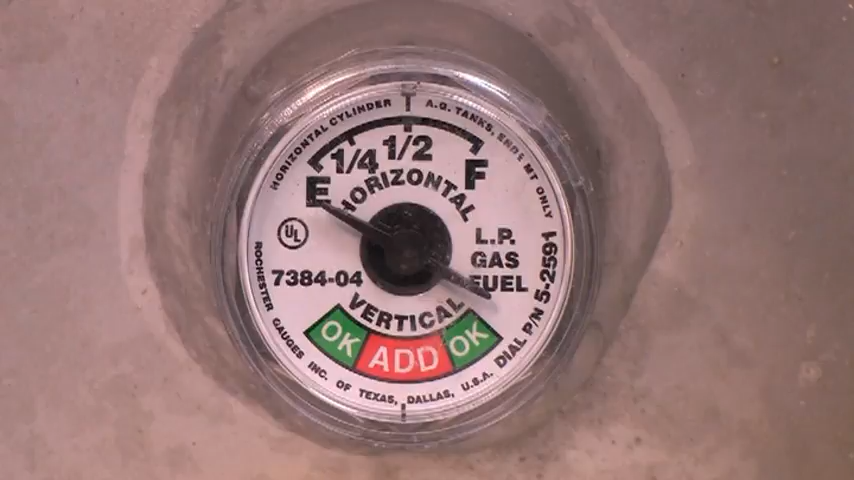 HORIZONTAL CYLINDER
A.G. TANKS, ENDS MT ONLY
1/4 1/2
E F
HORIZONTAL
UL
L.P.
GAS
FUEL
7384-04
VERTICAL
OK ADD OK
DIAL P/N 5-2591
ROCHESTER GAUGES INC. OF TEXAS, DALLAS, U.S.A.